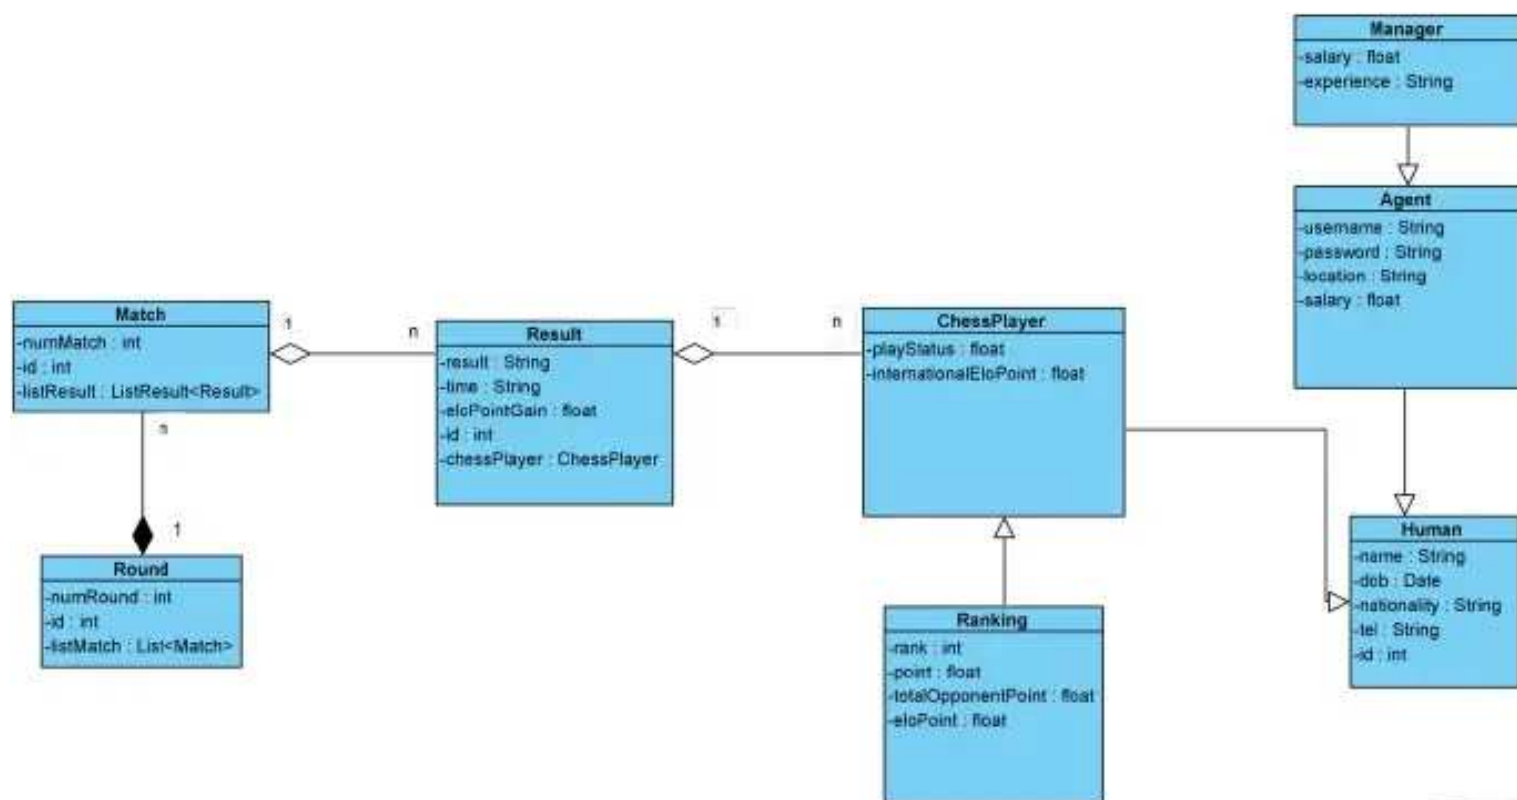 Manager
-salary : float
-experience : String
Agent
-username : String
-password : String
-location : String
-salary : float
Match
-numMatch : int
-id : int
-listResult : ListResult<Result>
1
n
Result
-result : String
-time : String
-eloPointGain : float
-id : int
-chessPlayer : ChessPlayer
1
n
ChessPlayer
-playStatus : float
-internationalEloPoint : float
n
1
Round
-numRound : int
-id : int
-listMatch : List<Match>
Ranking
-rank : int
-point : float
-totalOpponentPoint : float
-eloPoint : float
Human
-name : String
-dob : Date
-nationality : String
-tel : String
-id : int